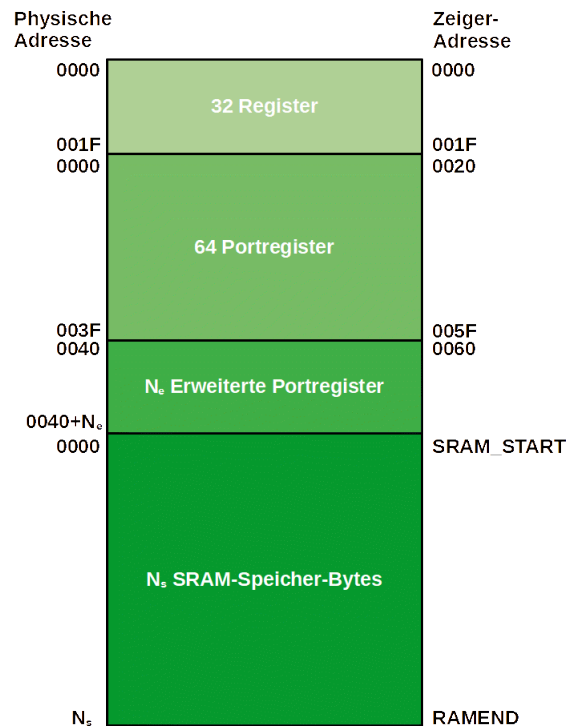 Physische
Adresse
Zeiger-
Adresse
0000
0000
32 Register
001F
001F
0000
0020
64 Portregister
003F
005F
0040
0060
Nₑ Erweiterte Portregister
0040+Nₑ
0000
SRAM_START
Nₛ SRAM-Speicher-Bytes
Nₛ
RAMEND